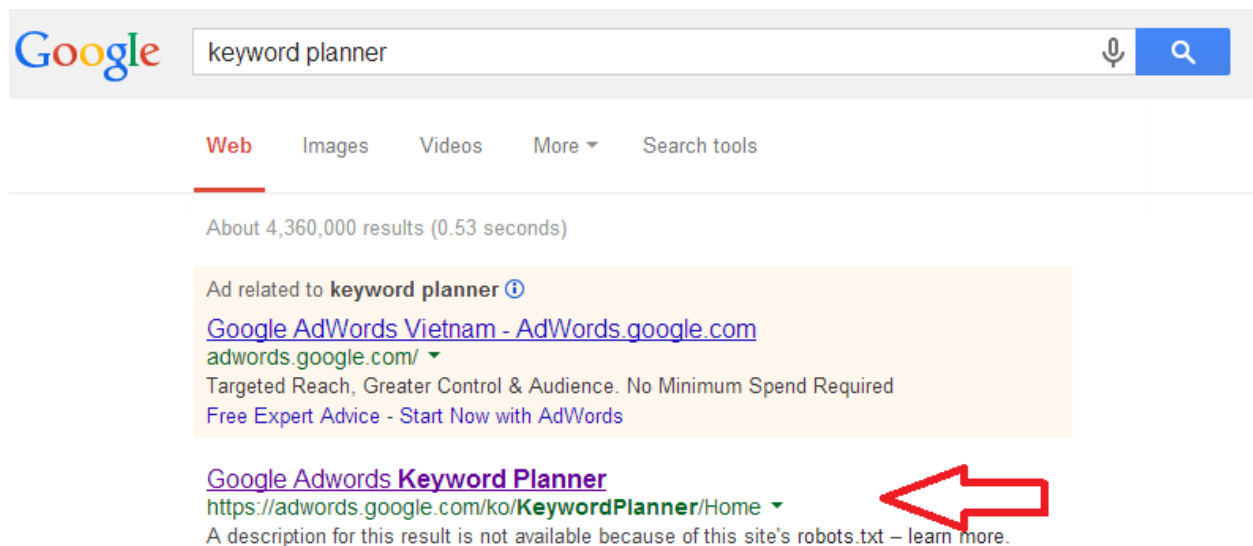 Google
keyword planner
Web Images Videos More Search tools
About 4,360,000 results (0.53 seconds)
Ad related to keyword planner
Google AdWords Vietnam - AdWords.google.com
adwords.google.com/
Targeted Reach, Greater Control & Audience. No Minimum Spend Required
Free Expert Advice - Start Now with AdWords
Google Adwords Keyword Planner
https://adwords.google.com/ko/KeywordPlanner/Home
A description for this result is not available because of this site's robots.txt – learn more.